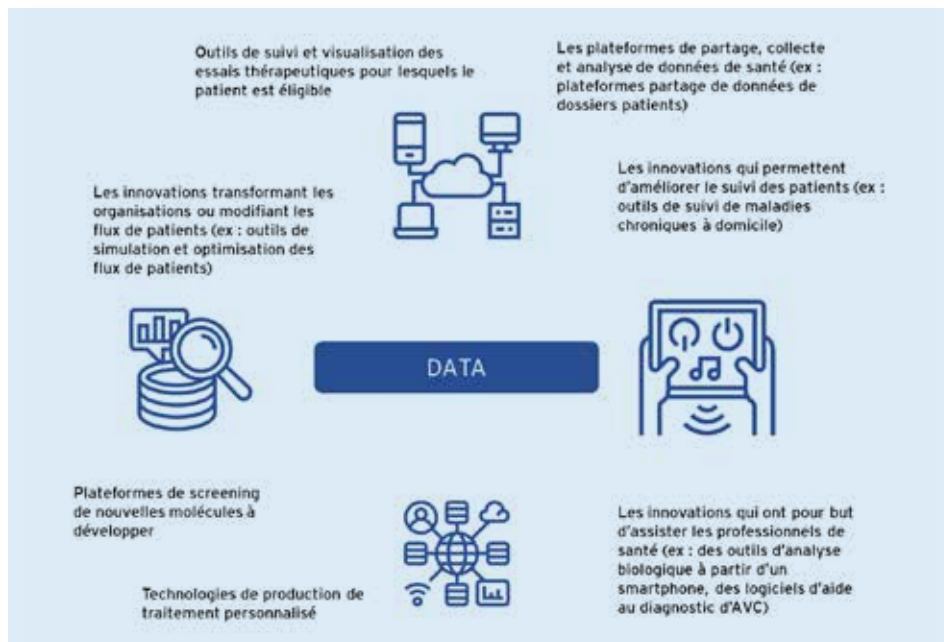 Outils de suivi et visualisation des
essais thérapeutiques pour lesquels le
patient est éligible
Les plateformes de partage, collecte
et analyse de données de santé (ex :
plateformes partage de données de
dossiers patients)
Les innovations transformant les
organisations ou modifiant les
flux de patients (ex : outils de
simulation et optimisation des
flux de patients)
Les innovations qui permettent
d'améliorer le suivi des patients (ex :
outils de suivi de maladies
chroniques à domicile)
DATA
Plateformes de screening
de nouvelles molécules à
développer
Technologies de production de
traitement personnalisé
Les innovations qui ont pour but
d'assister les professionnels de
santé (ex : des outils d'analyse
biologique à partir d'un
smartphone, des logiciels d'aide
au diagnostic d'AVC)